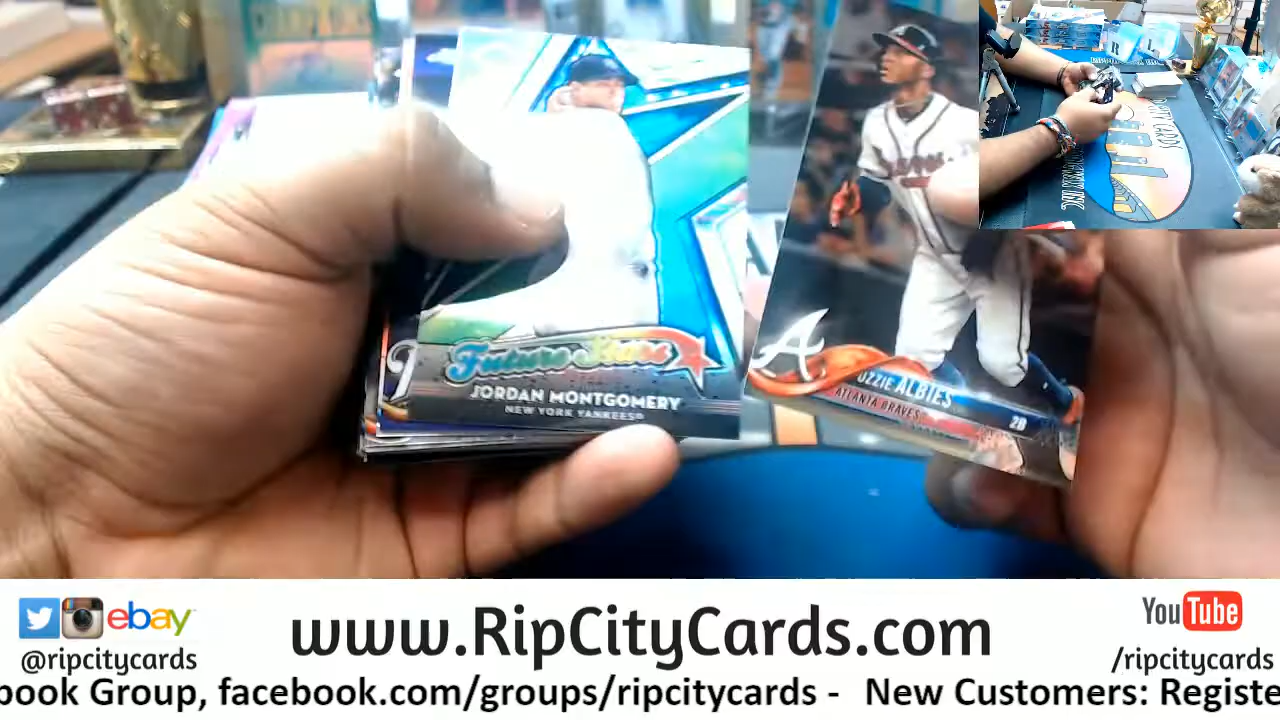 Future Stars
JORDAN MONTGOMERY
NEW YORK YANKEES
A
OZZIE ALBIES
ATLANTA BRAVES
2B
ebay
@ripcitycards
www.RipCityCards.com
YouTube
/ripcitycards
book Group, facebook.com/groups/ripcitycards - New Customers: Registe